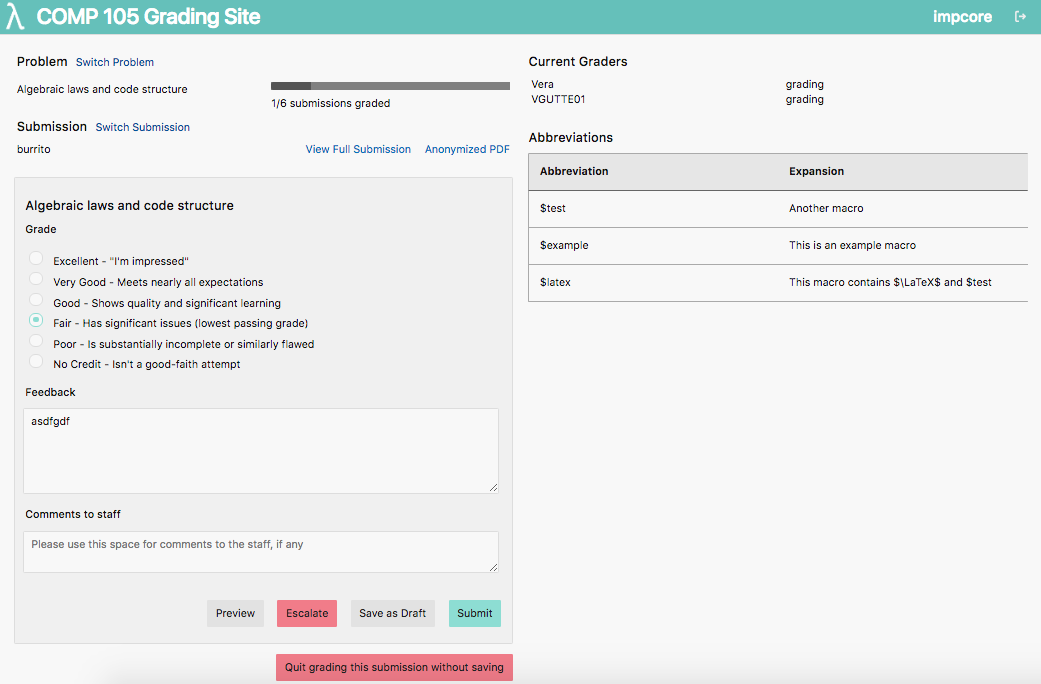 λ COMP 105 Grading Site
impcore
Problem Switch Problem
Algebraic laws and code structure
1/6 submissions graded
Submission Switch Submission
burrito
View Full Submission Anonymized PDF
Algebraic laws and code structure
Grade
Excellent - "I'm impressed"
Very Good - Meets nearly all expectations
Good - Shows quality and significant learning
Fair - Has significant issues (lowest passing grade)
Poor - Is substantially incomplete or similarly flawed
No Credit - Isn't a good-faith attempt
Feedback
asdfgdf
Comments to staff
Please use this space for comments to the staff, if any
Preview Escalate Save as Draft Submit
Quit grading this submission without saving
Current Graders
Vera grading
VGUTTE01 grading
Abbreviations
Abbreviation Expansion
$test Another macro
$example This is an example macro
$latex This macro contains $\LaTeX$ and $test